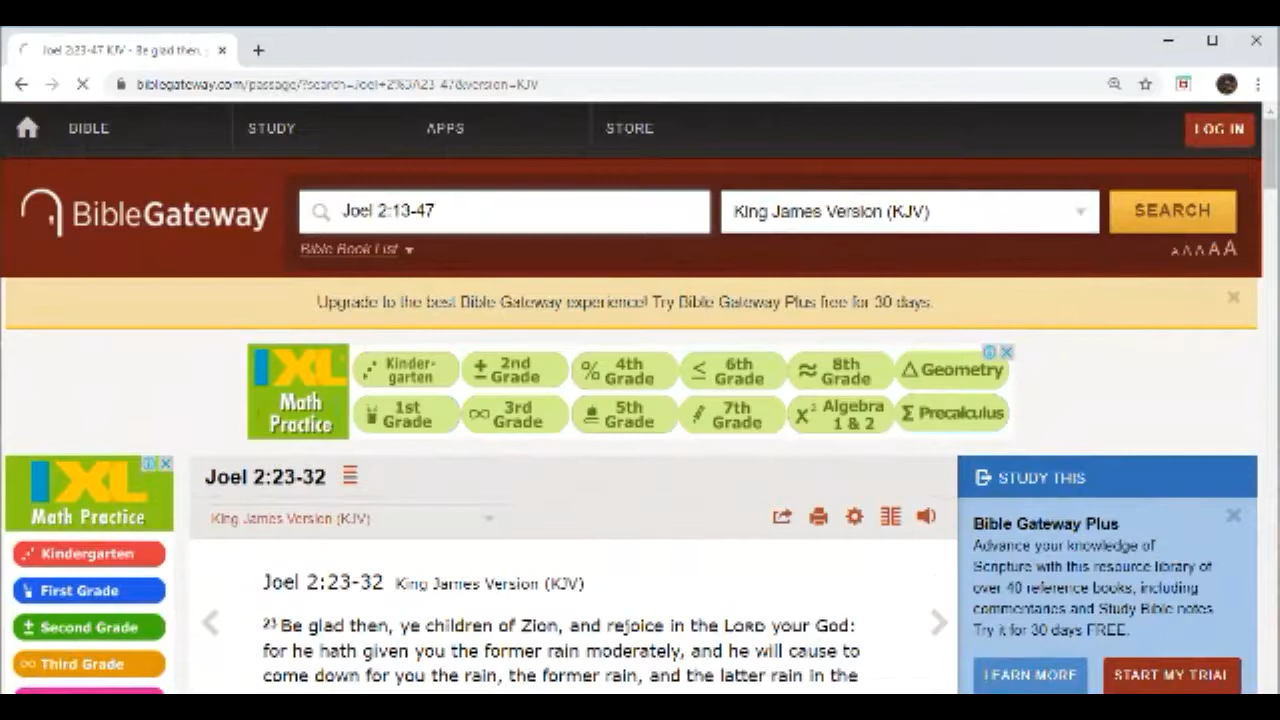 Joel 2:23-47 KJV - Be glad then,
biblegateway.com/passage/?search=Joel+2%3A23-47&version=KJV
BIBLE STUDY APPS STORE LOG IN
BibleGateway
Joel 2:13-47
King James Version (KJV)
SEARCH
Bible Book List
A A A A A
Upgrade to the best Bible Gateway experience! Try Bible Gateway Plus free for 30 days.
IXL
Math
Practice
Kinder-
garten
2nd
Grade
4th
Grade
6th
Grade
8th
Grade
Geometry
1st
Grade
3rd
Grade
5th
Grade
7th
Grade
Algebra
1 & 2
Precalculus
IXL
Math Practice
Kindergarten
First Grade
Second Grade
Third Grade
Joel 2:23-32
King James Version (KJV)
Joel 2:23-32 King James Version (KJV)
23 Be glad then, ye children of Zion, and rejoice in the LORD your God:
for he hath given you the former rain moderately, and he will cause to
come down for you the rain, the former rain, and the latter rain in the
STUDY THIS
Bible Gateway Plus
Advance your knowledge of
Scripture with this resource library of
over 40 reference books, including
commentaries and Study Bible notes.
Try it for 30 days FREE.
LEARN MORE
START MY TRIAL